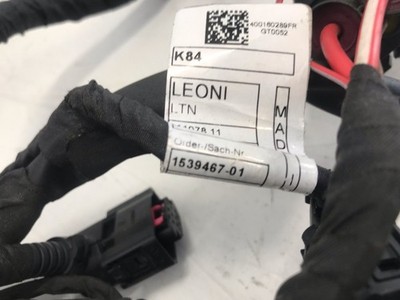 400160289FR
GT0052
K84
LEONI
LTN
MAD
Order-/Sach-Nr
1539467-01